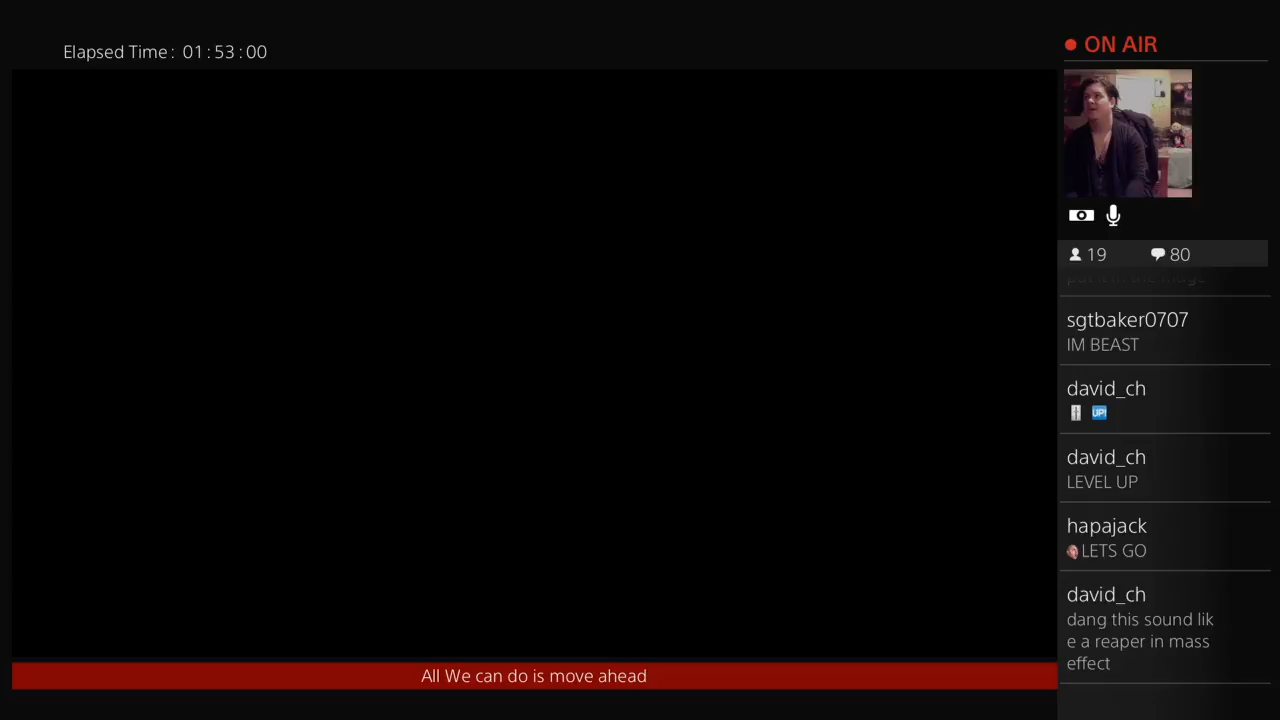 Elapsed Time: 01:53:00
ON AIR
19 80
sgtbaker0707
IM BEAST
david_ch
UP!
david_ch
LEVEL UP
hapajack
LETS GO
david_ch
dang this sound lik
e a reaper in mass
effect
All We can do is move ahead